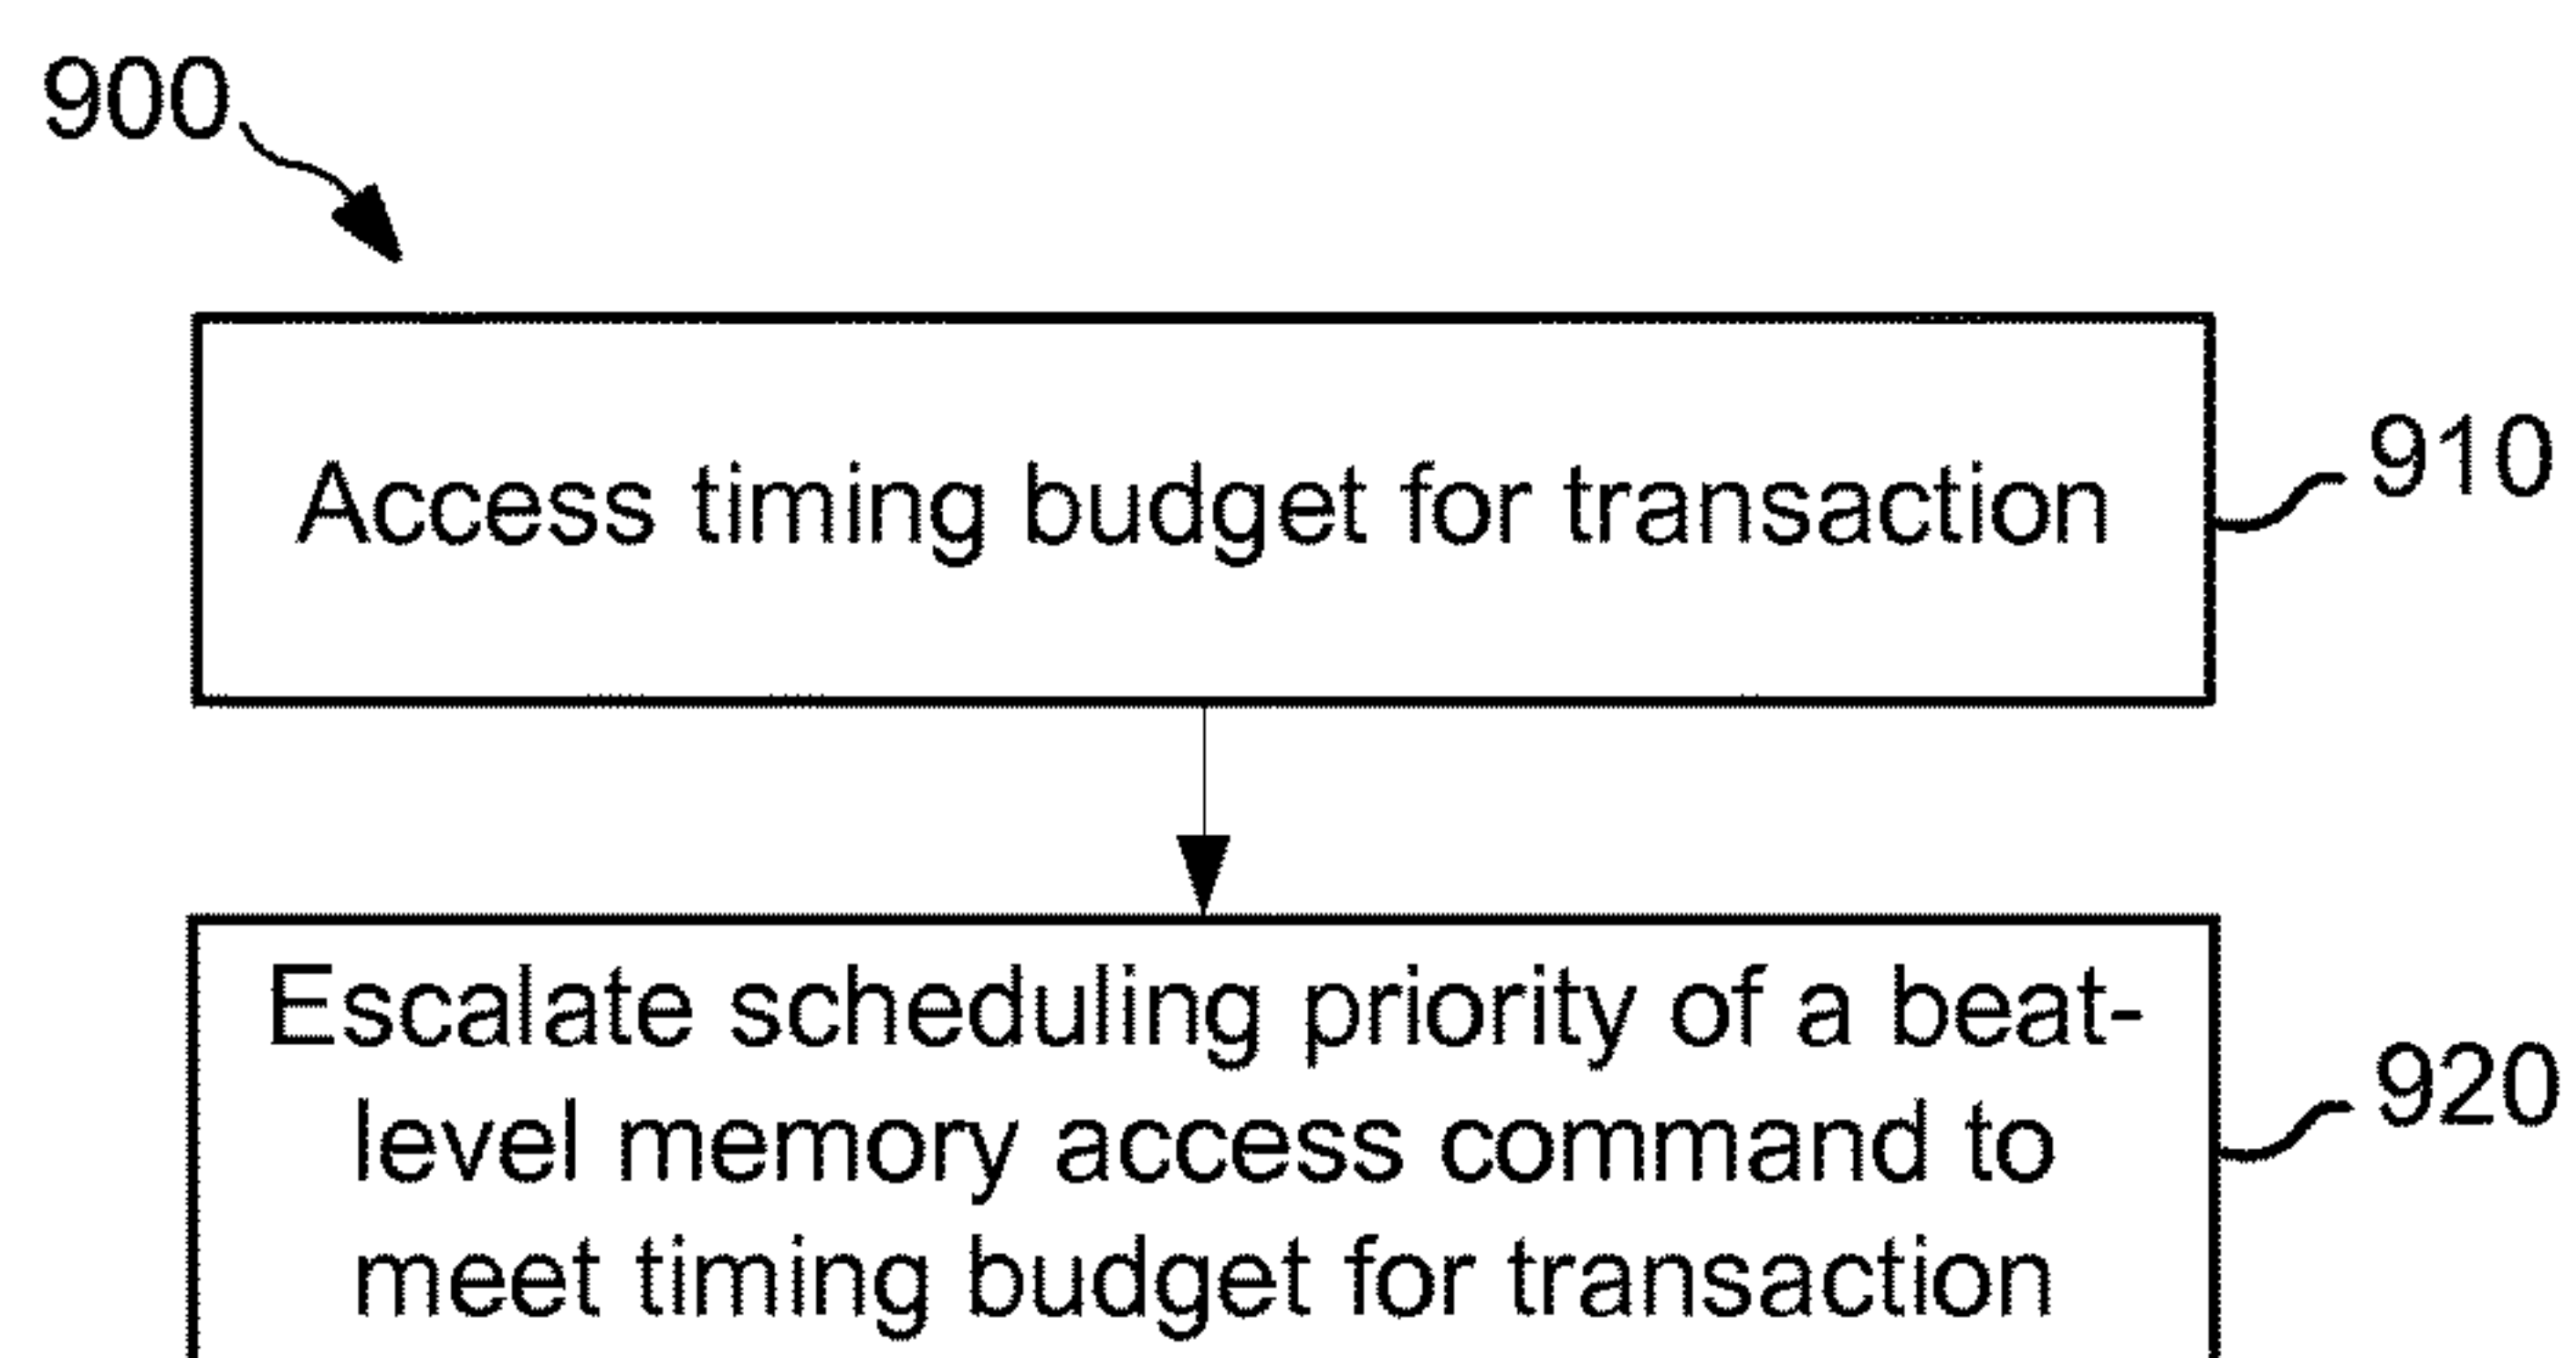 900
Access timing budget for transaction
910
Escalate scheduling priority of a beat-
level memory access command to
meet timing budget for transaction
920